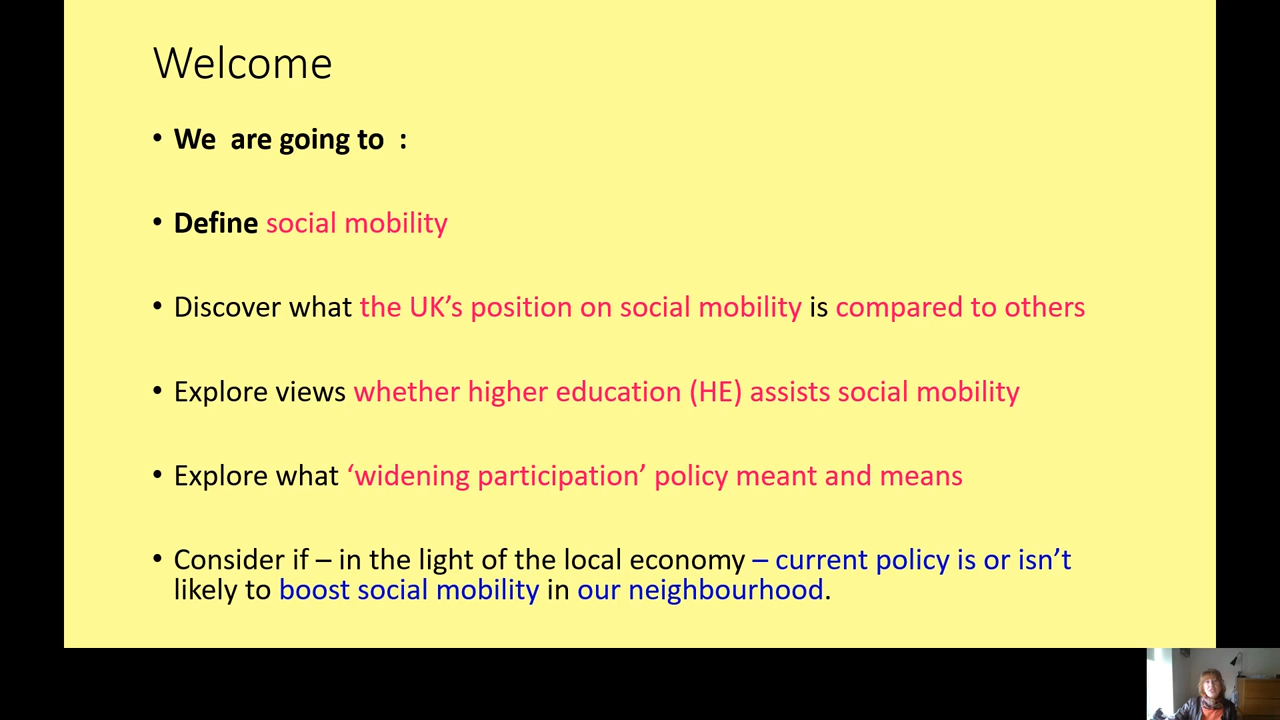 Welcome
• We  are going to  :
• Define social mobility
• Discover what the UK’s position on social mobility is compared to others
• Explore views whether higher education (HE) assists social mobility
• Explore what ‘widening participation’ policy meant and means
• Consider if – in the light of the local economy – current policy is or isn’t
likely to boost social mobility in our neighbourhood.